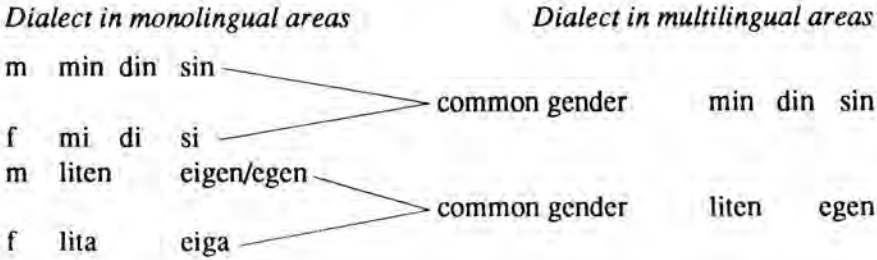 Dialect in monolingual areas Dialect in multilingual areas
m min din sin
common gender min din sin
f mi di si
m liten eigen/egen
common gender liten egen
f lita eiga